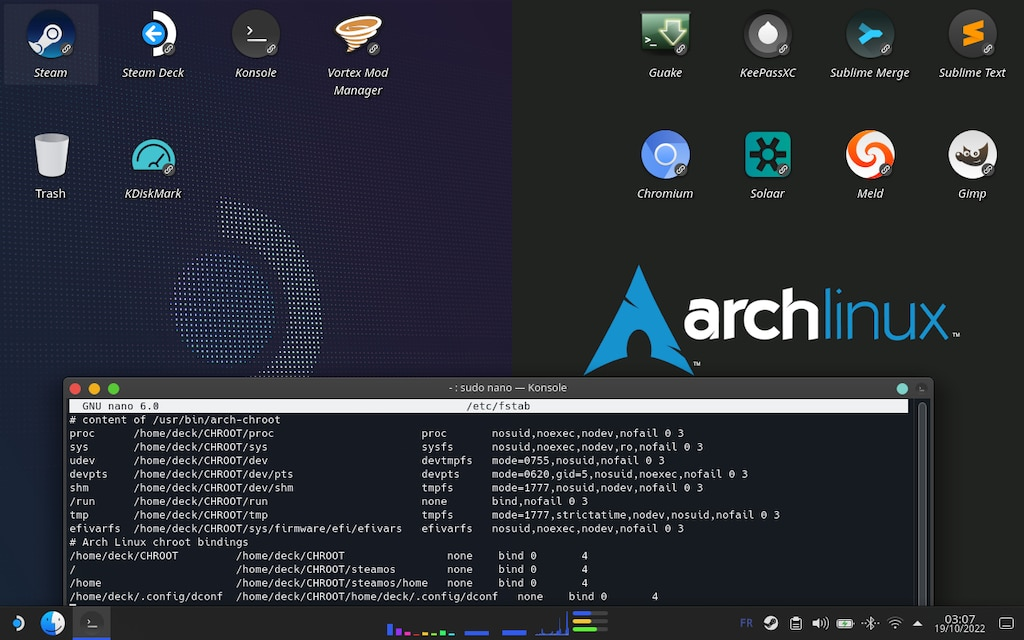 Steam
Steam Deck
Konsole
Vortex Mod
Manager
Guake
KeePassXC
Sublime Merge
Sublime Text
Trash
KDiskMark
Chromium
Solaar
Meld
Gimp
archlinux™
™
~ : sudo nano — Konsole
GNU nano 6.0 /etc/fstab
# content of /usr/bin/arch-chroot
proc /home/deck/CHROOT/proc proc nosuid,noexec,nodev,nofail 0 3
sys /home/deck/CHROOT/sys sysfs nosuid,noexec,nodev,ro,nofail 0 3
udev /home/deck/CHROOT/dev devtmpfs mode=0755,nosuid,nofail 0 3
devpts /home/deck/CHROOT/dev/pts devpts mode=0620,gid=5,nosuid,noexec,nofail 0 3
shm /home/deck/CHROOT/dev/shm tmpfs mode=1777,nosuid,nodev,nofail 0 3
/run /home/deck/CHROOT/run none bind,nofail 0 3
tmp /home/deck/CHROOT/tmp tmpfs mode=1777,strictatime,nodev,nosuid,nofail 0 3
efivarfs /home/deck/CHROOT/sys/firmware/efi/efivars efivarfs nosuid,noexec,nodev,nofail 0 3
# Arch Linux chroot bindings
/home/deck/CHROOT /home/deck/CHROOT none bind 0 4
/ /home/deck/CHROOT/steamos none bind 0 4
/home /home/deck/CHROOT/steamos/home none bind 0 4
/home/deck/.config/dconf /home/deck/CHROOT/home/deck/.config/dconf none bind 0 4
FR
03:07
19/10/2022